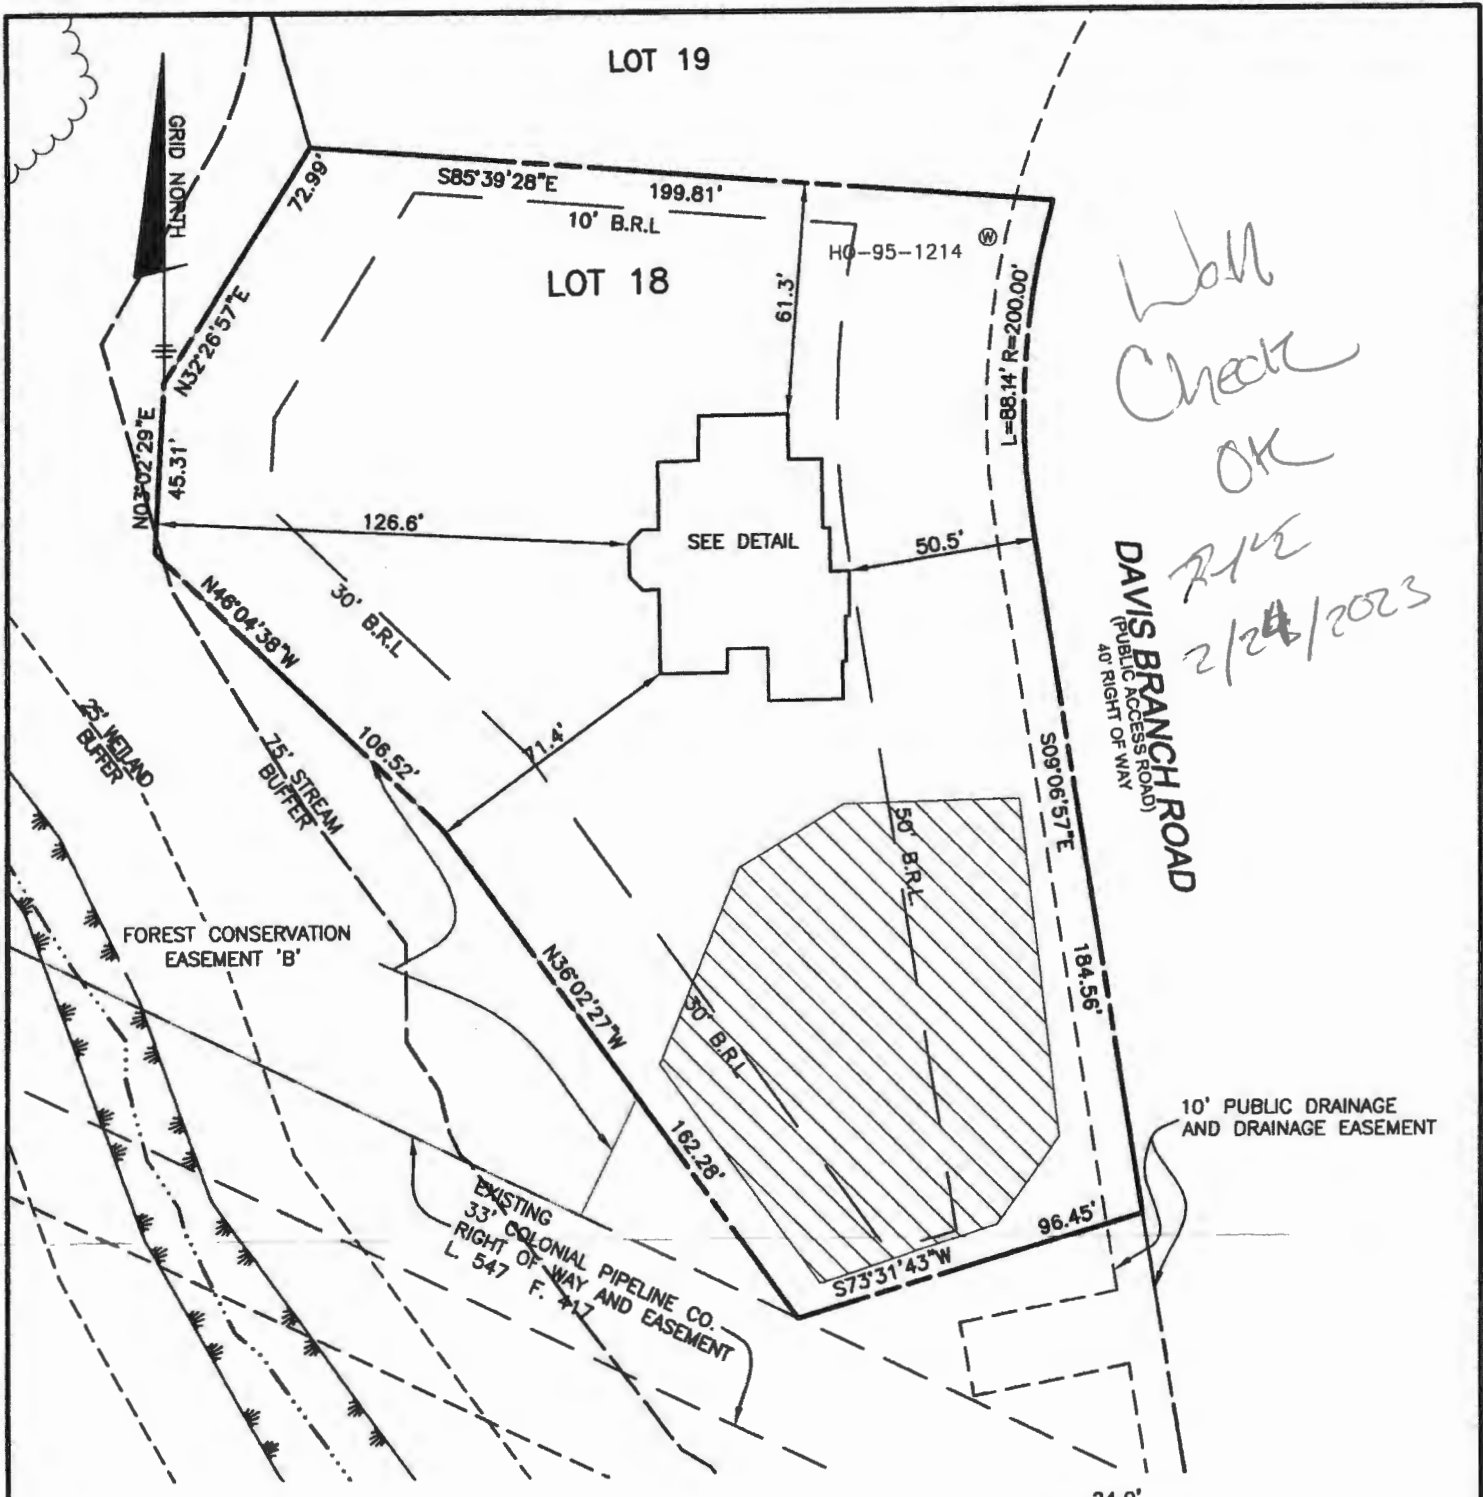 LOT 19
GRID NORTH
72.99'
S85°39'28"E 199.81'
10' B.R.L
LOT 18
HO-95-1214
W
61.3'
L=88.14' R=200.00'
N32°26'57"E
N03°02'29"E
45.31'
126.6'
SEE DETAIL
50.5'
Wall
Check
OK
2/24/2023
DAVIS BRANCH ROAD
(PUBLIC ACCESS ROAD)
40' RIGHT OF WAY
N46°04'38"W
106.52'
30' B.R.L
71.4'
25' WETLAND
BUFFER
75' STREAM
BUFFER
S09°06'57"E
184.56'
50' B.R.L
FOREST CONSERVATION
EASEMENT 'B'
N36°02'27"W
162.28'
30' B.R.L
10' PUBLIC DRAINAGE
AND DRAINAGE EASEMENT
EXISTING
33' COLONIAL PIPELINE CO.
RIGHT OF WAY AND EASEMENT
L. 547 F. 417
S73°31'43"W
96.45'